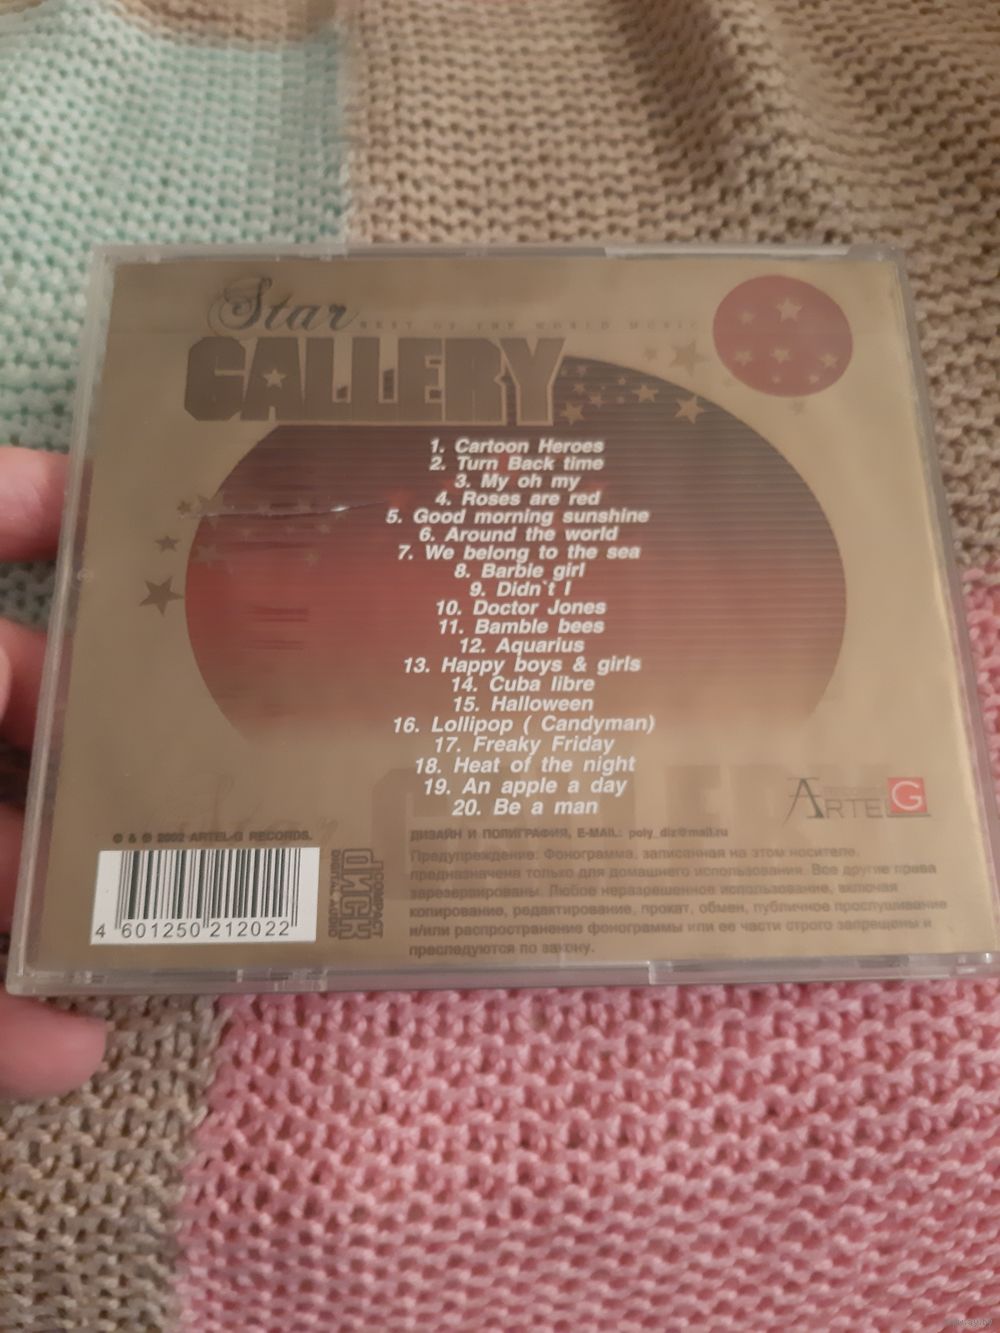 Star
BEST OF THE WORLD MUSIC
GALLERY
1. Cartoon Heroes
2. Turn Back time
3. My oh my
4. Roses are red
5. Good morning sunshine
6. Around the world
7. We belong to the sea
8. Barbie girl
9. Didn`t I
10. Doctor Jones
11. Bamble bees
12. Aquarius
13. Happy boys & girls
14. Cuba libre
15. Halloween
16. Lollipop ( Candyman)
17. Freaky Friday
18. Heat of the night
19. An apple a day
20. Be a man
ARTEL G
© & ℗ 2002 ARTEL-G RECORDS.
ДИЗАЙН И ПОЛИГРАФИЯ, E-MAIL: poly_diz@mail.ru
Предупреждение: Фонограмма, записанная на этом носителе,
предназначена только для домашнего использования. Все другие права
зарезервированы. Любое неразрешенное использование, включая
копирование, редактирование, прокат, обмен, публичное прослушивание
и/или распространение фонограммы или ее части строго запрещены и
преследуются по закону.
COMPACT
DIGITAL AUDIO
4 601250 212022